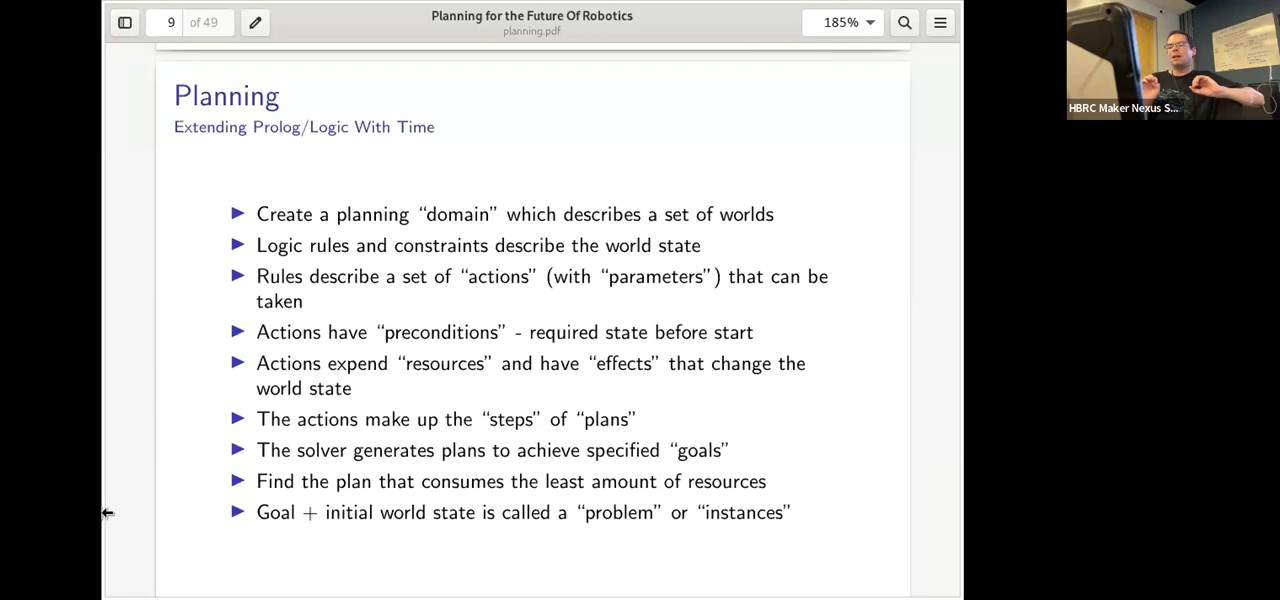 9 of 49
Planning for the Future Of Robotics
planning.pdf
185%
Planning
Extending Prolog/Logic With Time
Create a planning “domain” which describes a set of worlds
Logic rules and constraints describe the world state
Rules describe a set of “actions” (with “parameters”) that can be
taken
Actions have “preconditions” - required state before start
Actions expend “resources” and have “effects” that change the
world state
The actions make up the “steps” of “plans”
The solver generates plans to achieve specified “goals”
Find the plan that consumes the least amount of resources
Goal + initial world state is called a “problem” or “instances”
HBRC Maker Nexus S...